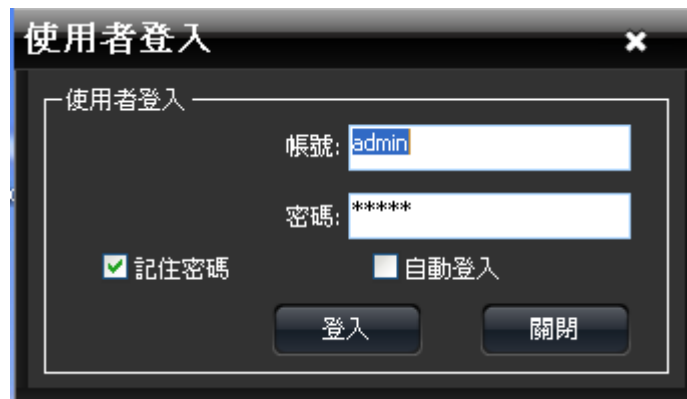 使用者登入
使用者登入
帳號: admin
密碼: *****
記住密碼 自動登入
登入 關閉